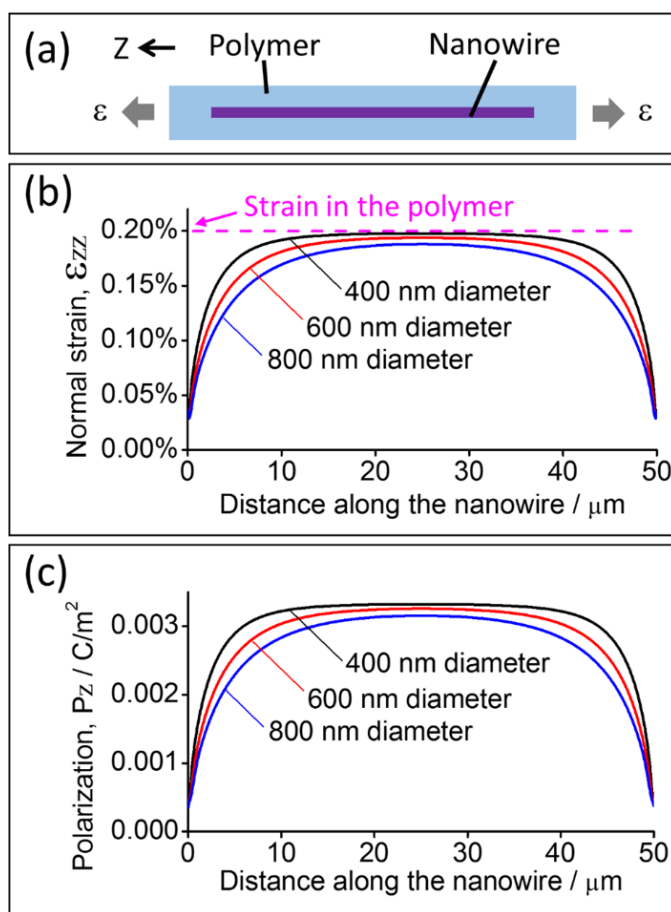 (a)
Z
Polymer
Nanowire
ε
ε
(b)
Normal strain, εzz
0.20%
0.15%
0.10%
0.05%
0.00%
Strain in the polymer
400 nm diameter
600 nm diameter
800 nm diameter
0 10 20 30 40 50
Distance along the nanowire / μm
(c)
Polarization, Pz / C/m²
0.003
0.002
0.001
0.000
400 nm diameter
600 nm diameter
800 nm diameter
0 10 20 30 40 50
Distance along the nanowire / μm